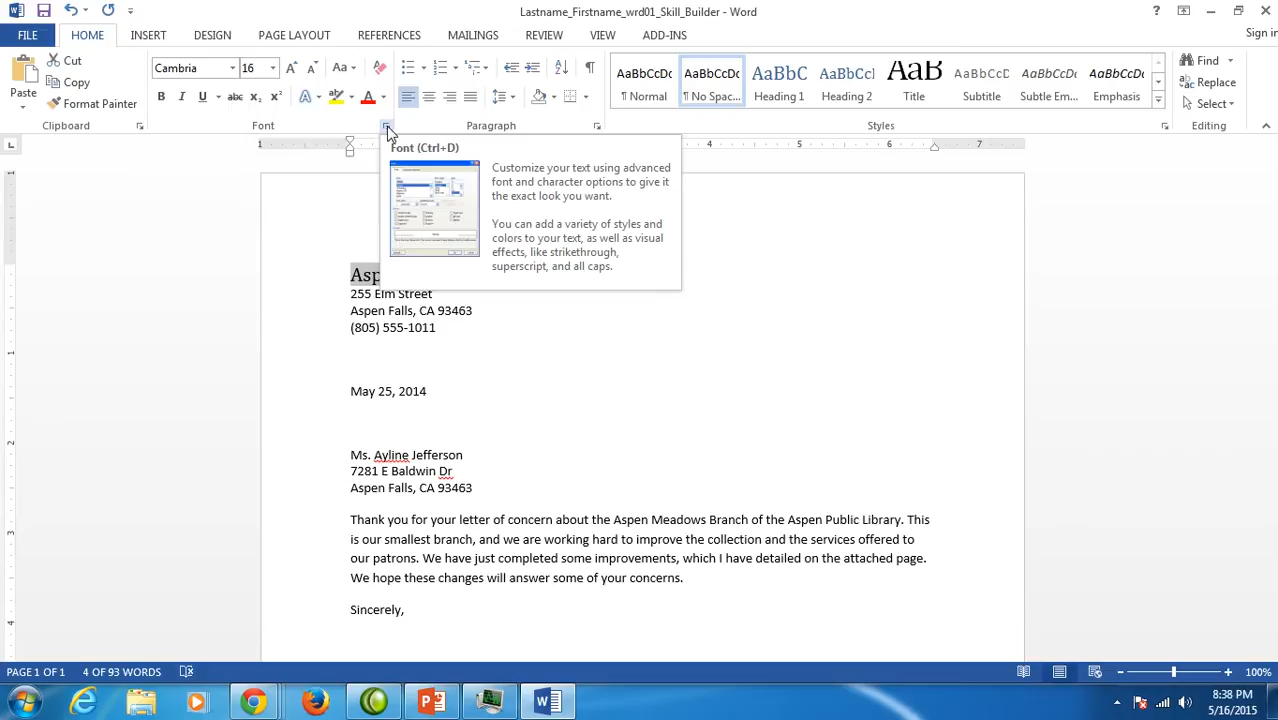 Lastname_Firstname_wrd01_Skill_Builder - Word
?
FILE HOME INSERT DESIGN PAGE LAYOUT REFERENCES MAILINGS REVIEW VIEW ADD-INS Sign in
Paste
Cut
Copy
Format Painter
Clipboard
Cambria 16
Font
Paragraph
AaBbCcDc AaBbCcDc AaBbC AaBbCcI AaB AaBbCcD AaBbCcDc AaBbCcDc
¶ Normal ¶ No Spac... Heading 1 Heading 2 Title Subtitle Subtle Em... Emphasis
Styles
Find
Replace
Select
Editing
1 4 5 6 7
Font (Ctrl+D)
Customize your text using advanced
font and character options to give it
the exact look you want.
You can add a variety of styles and
colors to your text, as well as visual
effects, like strikethrough,
superscript, and all caps.
Asp
255 Elm Street
Aspen Falls, CA 93463
(805) 555-1011
May 25, 2014
Ms. Ayline Jefferson
7281 E Baldwin Dr
Aspen Falls, CA 93463
Thank you for your letter of concern about the Aspen Meadows Branch of the Aspen Public Library. This
is our smallest branch, and we are working hard to improve the collection and the services offered to
our patrons. We have just completed some improvements, which I have detailed on the attached page.
We hope these changes will answer some of your concerns.
Sincerely,
PAGE 1 OF 1 4 OF 93 WORDS 100%
8:38 PM
5/16/2015